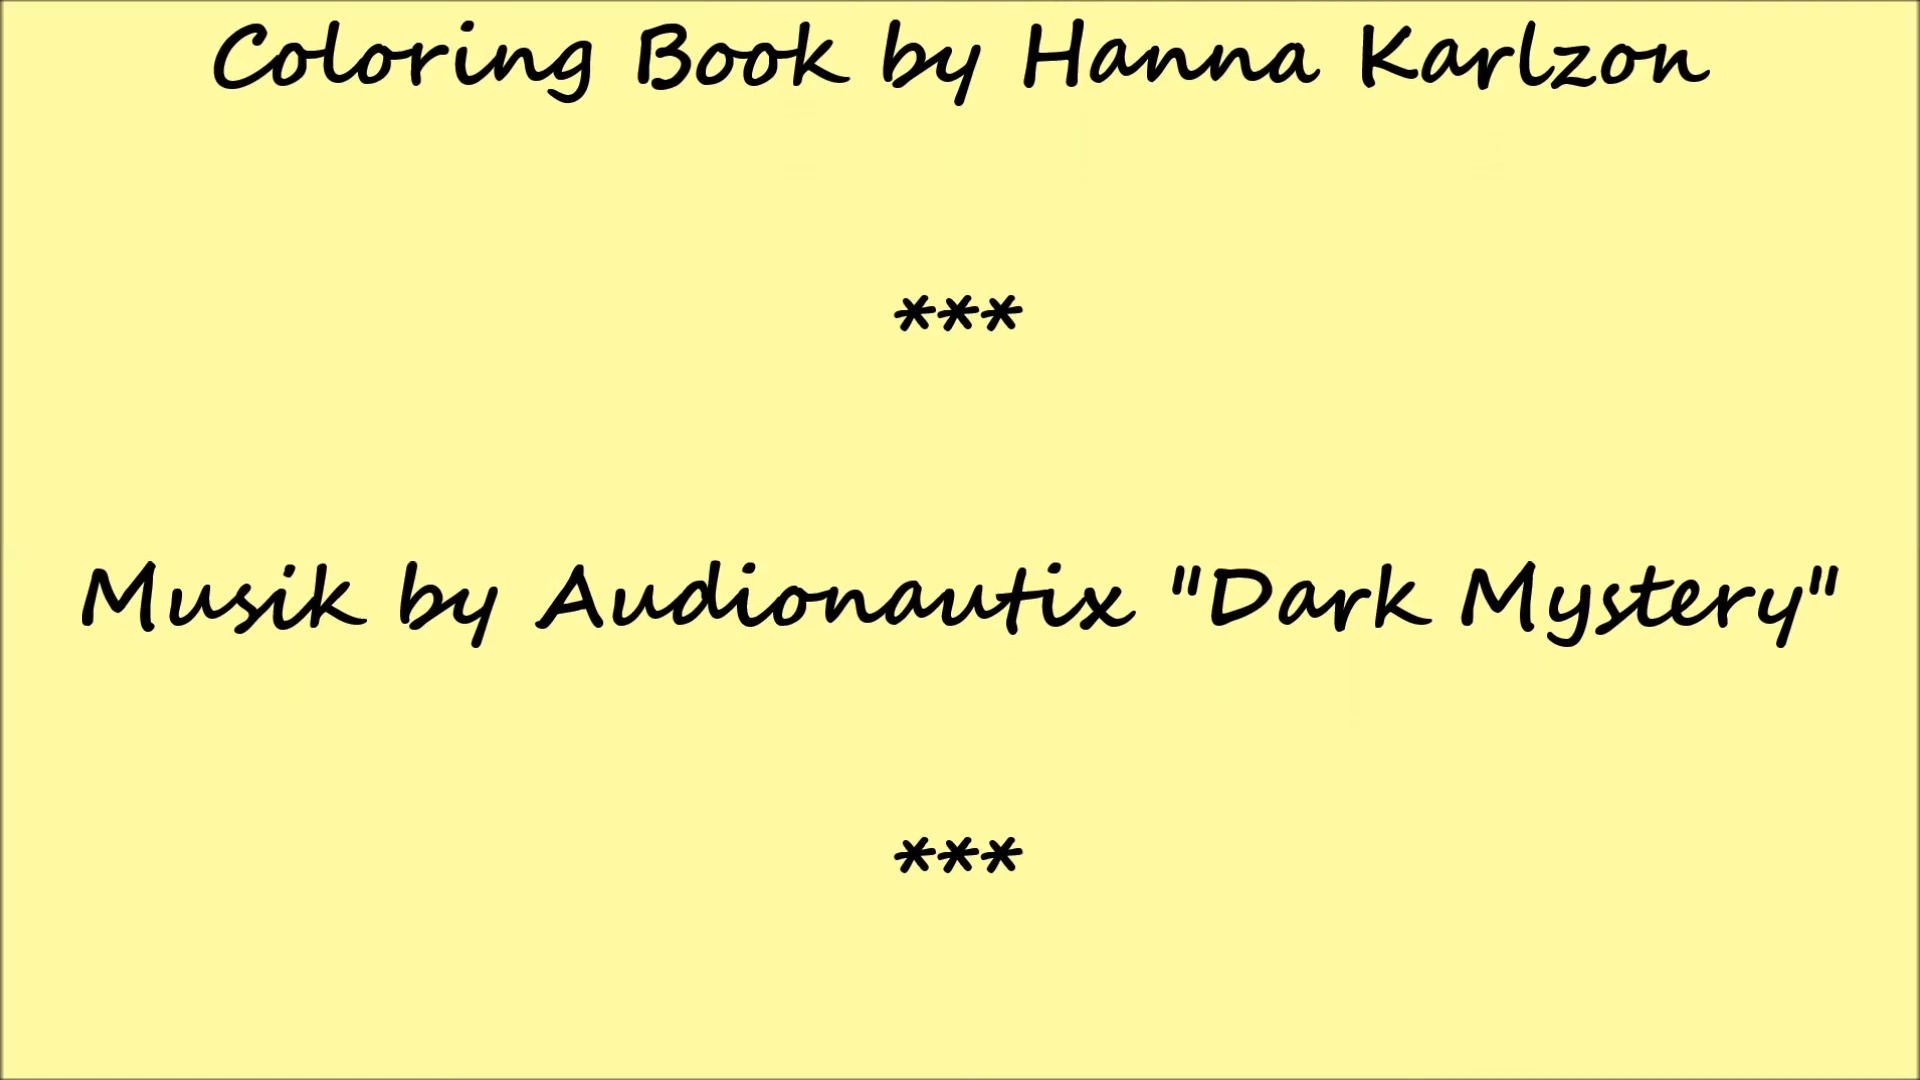 Coloring Book by Hanna Karlzon
***
Musik by Audionautix "Dark Mystery"
***